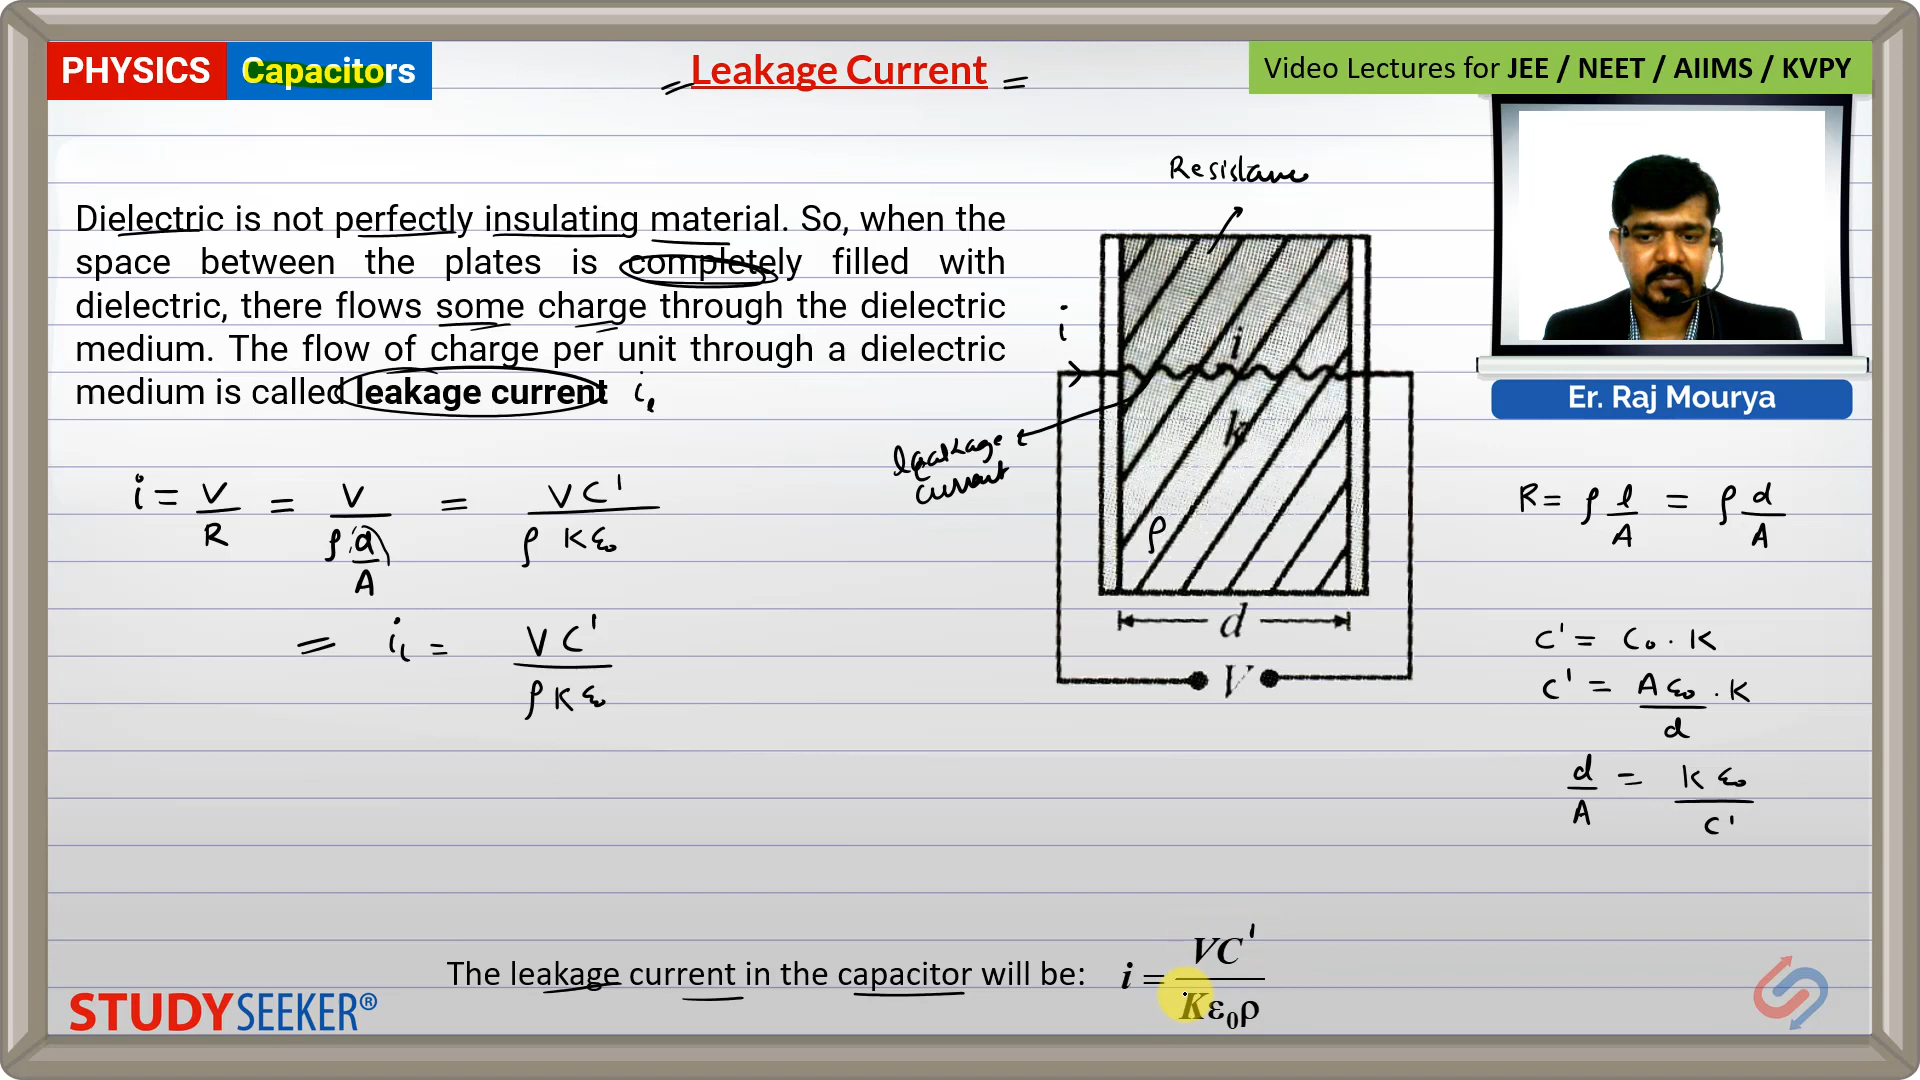 PHYSICS Capacitors
Leakage Current
Video Lectures for JEE / NEET / AIIMS / KVPY
Resistance
Dielectric is not perfectly insulating material. So, when the
space between the plates is completely filled with
dielectric, there flows some charge through the dielectric
medium. The flow of charge per unit through a dielectric
medium is called leakage current i_l
i
i
k
ρ
leakage
current
d
V
Er. Raj Mourya
i = V/R = V/(ρ d/A) = VC'/(ρ Kε₀)
= i_l = VC'/(ρKε₀)
R = ρ l/A = ρ d/A
C' = C₀ . K
C' = Aε₀/d . K
d/A = Kε₀/C'
The leakage current in the capacitor will be: i = VC'/(Kε₀ρ)
STUDYSEEKER®